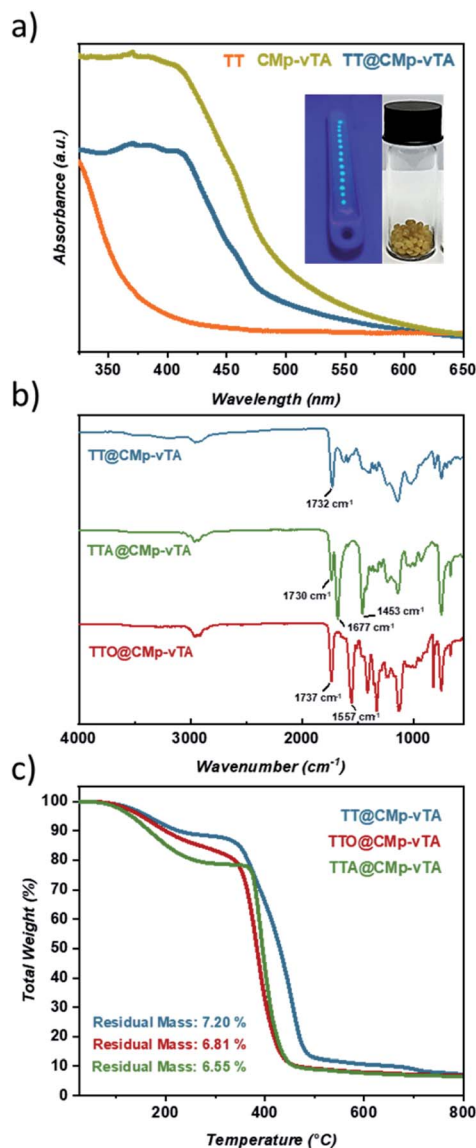 a)
TT CMp-vTA TT@CMp-vTA
Absorbance (a.u.)
350 400 450 500 550 600 650
Wavelength (nm)
b)
TT@CMp-vTA
1732 cm-1
TTA@CMp-vTA
1730 cm-1
1453 cm-1
1677 cm-1
TTO@CMp-vTA
1737 cm-1
1557 cm-1
4000 3000 2000 1000
Wavenumber (cm-1)
c)
Total Weight (%)
100
90
80
70
60
50
40
30
20
10
0
TT@CMp-vTA
TTO@CMp-vTA
TTA@CMp-vTA
Residual Mass: 7.20 %
Residual Mass: 6.81 %
Residual Mass: 6.55 %
200 400 600 800
Temperature (°C)